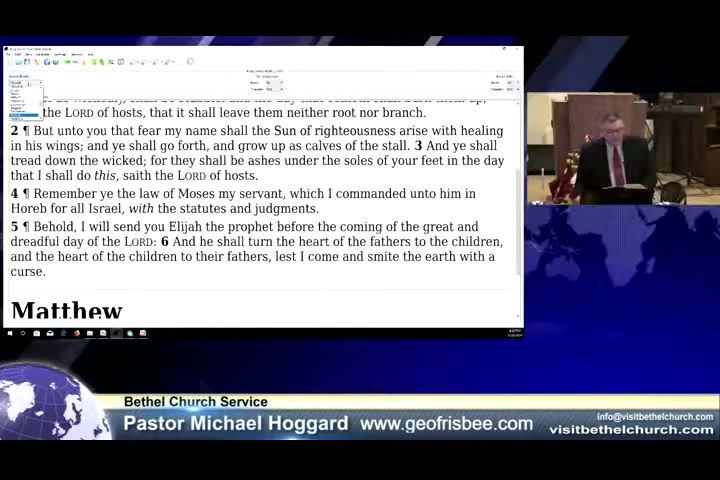 the LORD of hosts, that it shall leave them neither root nor branch.
2 ¶ But unto you that fear my name shall the Sun of righteousness arise with healing
in his wings; and ye shall go forth, and grow up as calves of the stall. 3 And ye shall
tread down the wicked; for they shall be ashes under the soles of your feet in the day
that I shall do this, saith the LORD of hosts.
4 ¶ Remember ye the law of Moses my servant, which I commanded unto him in
Horeb for all Israel, with the statutes and judgments.
5 ¶ Behold, I will send you Elijah the prophet before the coming of the great and
dreadful day of the LORD: 6 And he shall turn the heart of the fathers to the children,
and the heart of the children to their fathers, lest I come and smite the earth with a
curse.
Matthew
Bethel Church Service
Pastor Michael Hoggard www.geofrisbee.com
info@visitbethelchurch.com
visitbethelchurch.com